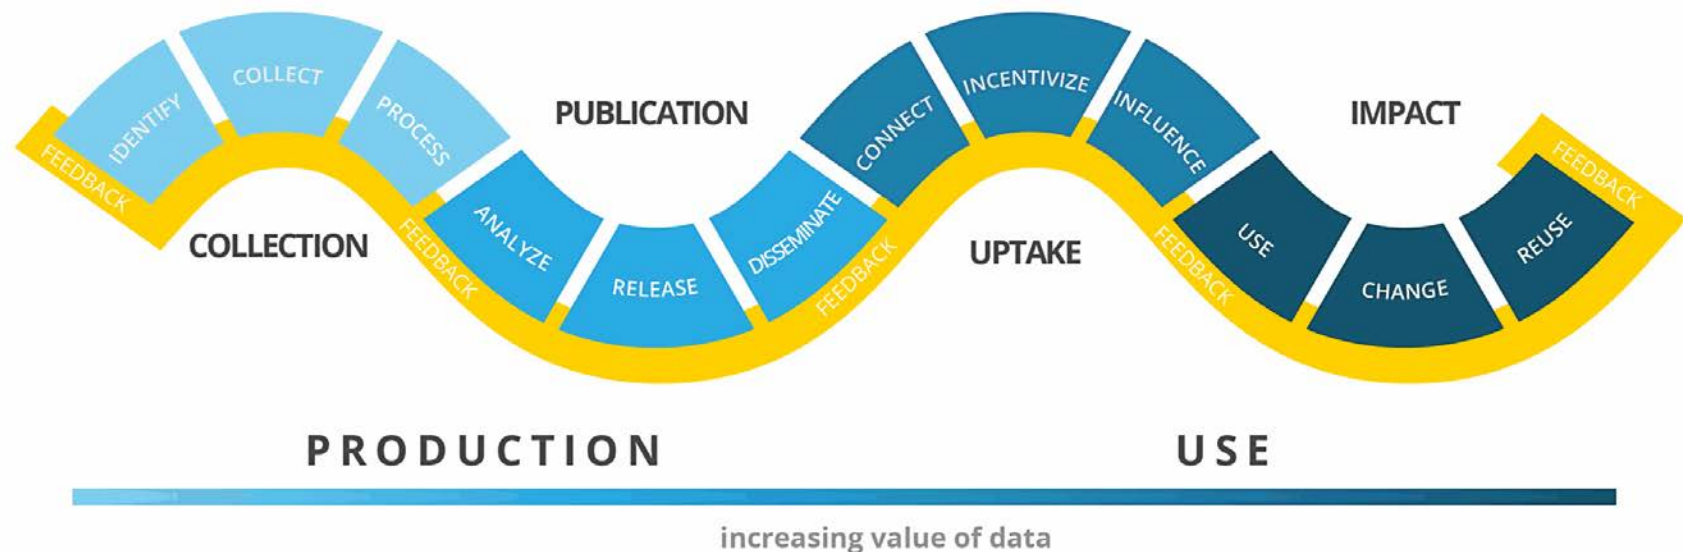 IDENTIFY
COLLECT
PROCESS
PUBLICATION
CONNECT
INCENTIVIZE
INFLUENCE
IMPACT
FEEDBACK
FEEDBACK
COLLECTION
FEEDBACK
ANALYZE
RELEASE
DISSEMINATE
FEEDBACK
UPTAKE
FEEDBACK
USE
CHANGE
REUSE
PRODUCTION
USE
increasing value of data